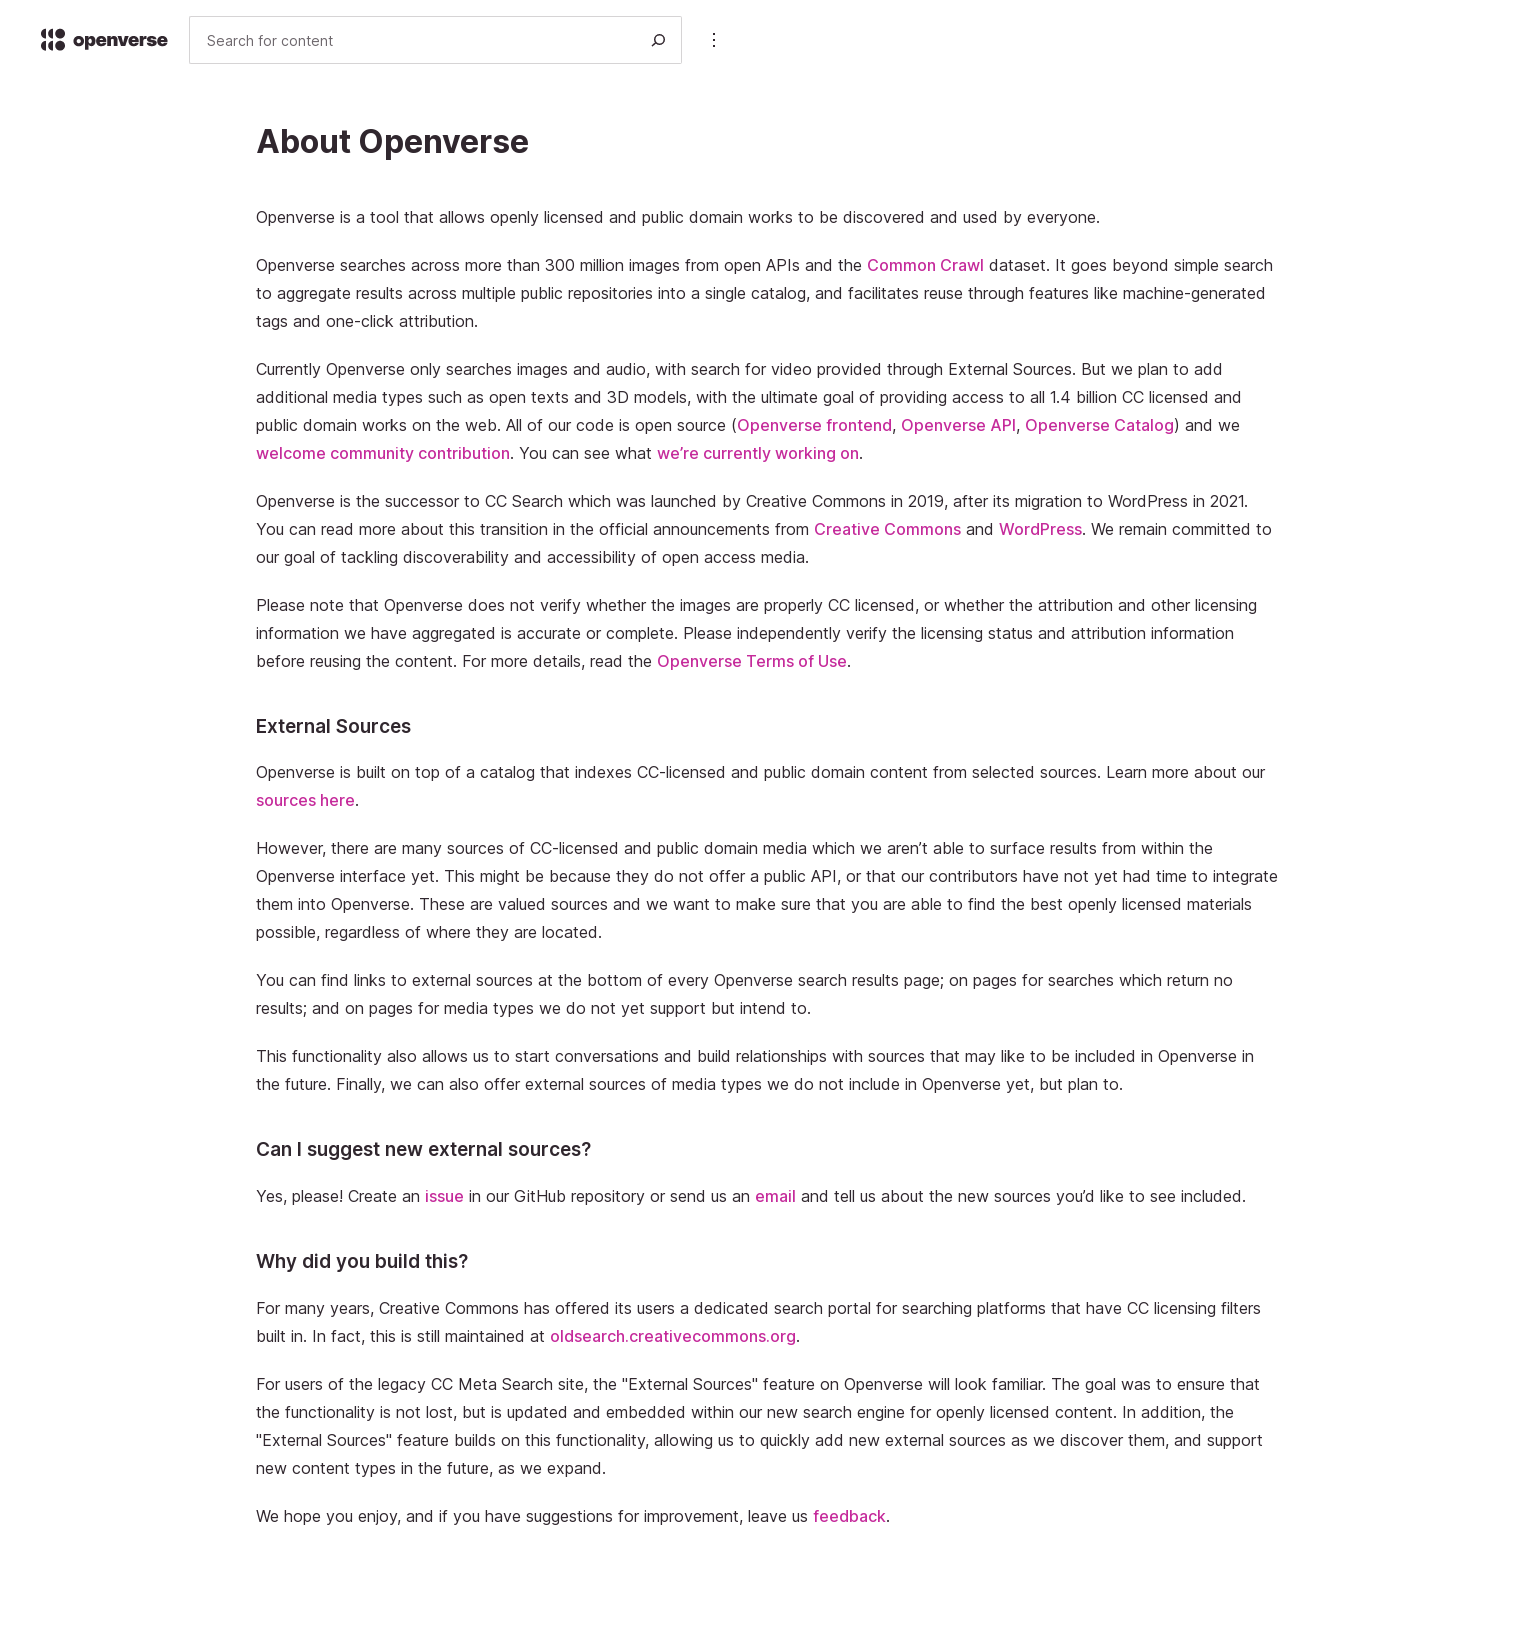 openverse
Search for content
About Openverse
Openverse is a tool that allows openly licensed and public domain works to be discovered and used by everyone.
Openverse searches across more than 300 million images from open APIs and the Common Crawl dataset. It goes beyond simple search
to aggregate results across multiple public repositories into a single catalog, and facilitates reuse through features like machine-generated
tags and one-click attribution.
Currently Openverse only searches images and audio, with search for video provided through External Sources. But we plan to add
additional media types such as open texts and 3D models, with the ultimate goal of providing access to all 1.4 billion CC licensed and
public domain works on the web. All of our code is open source (Openverse frontend, Openverse API, Openverse Catalog) and we
welcome community contribution. You can see what we’re currently working on.
Openverse is the successor to CC Search which was launched by Creative Commons in 2019, after its migration to WordPress in 2021.
You can read more about this transition in the official announcements from Creative Commons and WordPress. We remain committed to
our goal of tackling discoverability and accessibility of open access media.
Please note that Openverse does not verify whether the images are properly CC licensed, or whether the attribution and other licensing
information we have aggregated is accurate or complete. Please independently verify the licensing status and attribution information
before reusing the content. For more details, read the Openverse Terms of Use.
External Sources
Openverse is built on top of a catalog that indexes CC-licensed and public domain content from selected sources. Learn more about our
sources here.
However, there are many sources of CC-licensed and public domain media which we aren’t able to surface results from within the
Openverse interface yet. This might be because they do not offer a public API, or that our contributors have not yet had time to integrate
them into Openverse. These are valued sources and we want to make sure that you are able to find the best openly licensed materials
possible, regardless of where they are located.
You can find links to external sources at the bottom of every Openverse search results page; on pages for searches which return no
results; and on pages for media types we do not yet support but intend to.
This functionality also allows us to start conversations and build relationships with sources that may like to be included in Openverse in
the future. Finally, we can also offer external sources of media types we do not include in Openverse yet, but plan to.
Can I suggest new external sources?
Yes, please! Create an issue in our GitHub repository or send us an email and tell us about the new sources you’d like to see included.
Why did you build this?
For many years, Creative Commons has offered its users a dedicated search portal for searching platforms that have CC licensing filters
built in. In fact, this is still maintained at oldsearch.creativecommons.org.
For users of the legacy CC Meta Search site, the "External Sources" feature on Openverse will look familiar. The goal was to ensure that
the functionality is not lost, but is updated and embedded within our new search engine for openly licensed content. In addition, the
"External Sources" feature builds on this functionality, allowing us to quickly add new external sources as we discover them, and support
new content types in the future, as we expand.
We hope you enjoy, and if you have suggestions for improvement, leave us feedback.